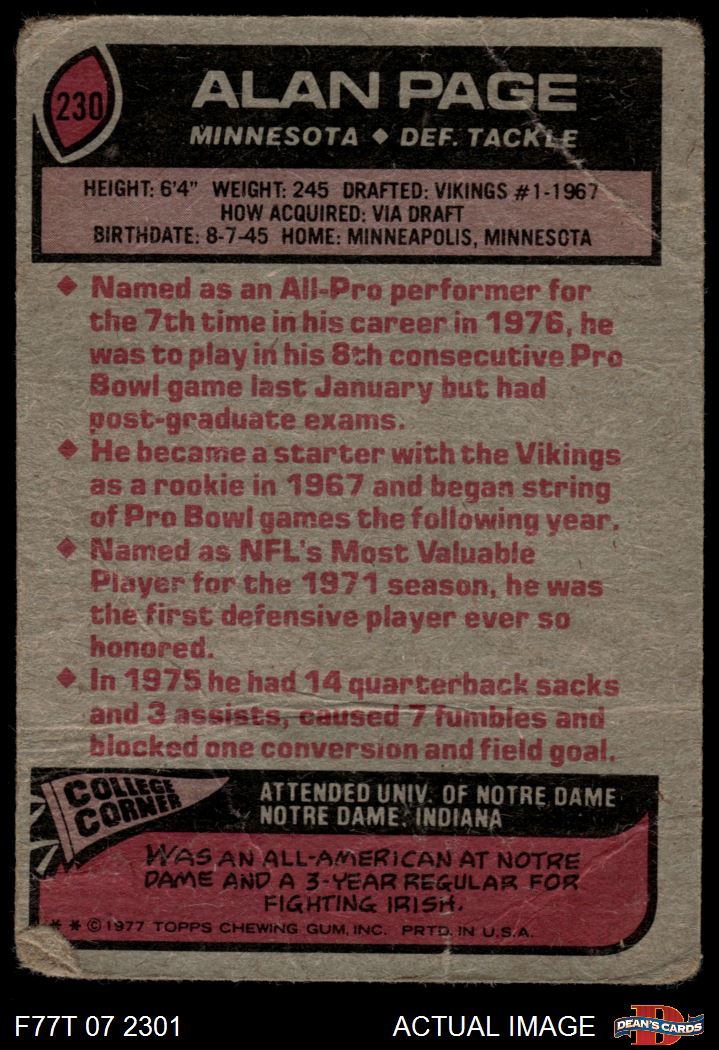 230
ALAN PAGE
MINNESOTA ◆ DEF. TACKLE
HEIGHT: 6'4" WEIGHT: 245 DRAFTED: VIKINGS #1-1967
HOW ACQUIRED: VIA DRAFT
BIRTHDATE: 8-7-45 HOME: MINNEAPOLIS, MINNESOTA
◆ Named as an All-Pro performer for
the 7th time in his career in 1976, he
was to play in his 8th consecutive Pro
Bowl game last January but had
post-graduate exams.
◆ He became a starter with the Vikings
as a rookie in 1967 and began string
of Pro Bowl games the following year.
◆ Named as NFL's Most Valuable
Player for the 1971 season, he was
the first defensive player ever so
honored.
◆ In 1975 he had 14 quarterback sacks
and 3 assists, caused 7 fumbles and
blocked one conversion and field goal.
COLLEGE
CORNER
ATTENDED UNIV. OF NOTRE DAME
NOTRE DAME, INDIANA
WAS AN ALL-AMERICAN AT NOTRE
DAME AND A 3-YEAR REGULAR FOR
FIGHTING IRISH.
* * © 1977 TOPPS CHEWING GUM, INC. PRTD. IN U.S.A.
F77T 07 2301
ACTUAL IMAGE
D
DEAN'S CARDS